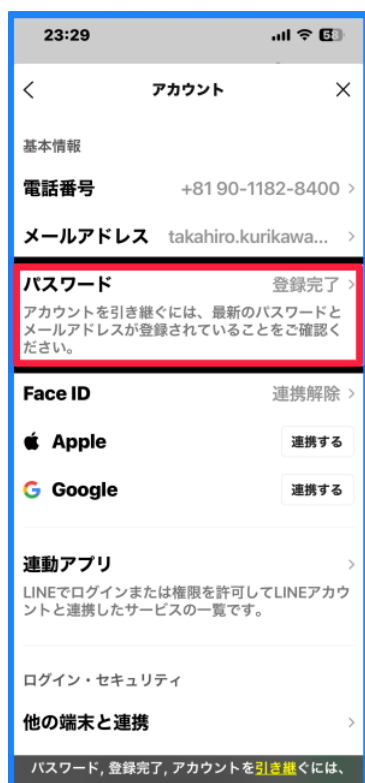 23:29
アカウント
基本情報
電話番号 +81 90-1182-8400
メールアドレス takahiro.kurikawa...
パスワード 登録完了
アカウントを引き継ぐには、最新のパスワードと
メールアドレスが登録されていることをご確認く
ださい。
Face ID 連携解除
Apple 連携する
Google 連携する
連動アプリ
LINEでログインまたは権限を許可してLINEアカウ
ントと連携したサービスの一覧です。
ログイン・セキュリティ
他の端末と連携
パスワード, 登録完了, アカウントを引き継ぐには、